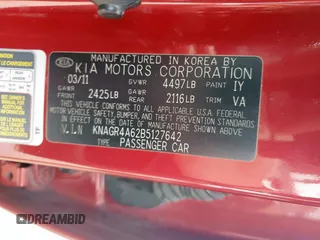 MANUFACTURED IN KOREA BY
KIA KIA MOTORS CORPORATION
03/11 GVWR 4497LB PAINT IY
GAWR FRONT 2425LB GAWR REAR 2116LB TRIM VA
THIS VEHICLE CONFORMS TO ALL APPLICABLE FEDERAL
MOTOR VEHICLE SAFETY, BUMPER, AND THEFT PREVENTION
STANDARDS IN EFFECT ON THE DATE OF MANUFACTURE SHOWN ABOVE.
V.I.N KNAGR4A62B5127642
TYPE PASSENGER CAR
DREAMBID